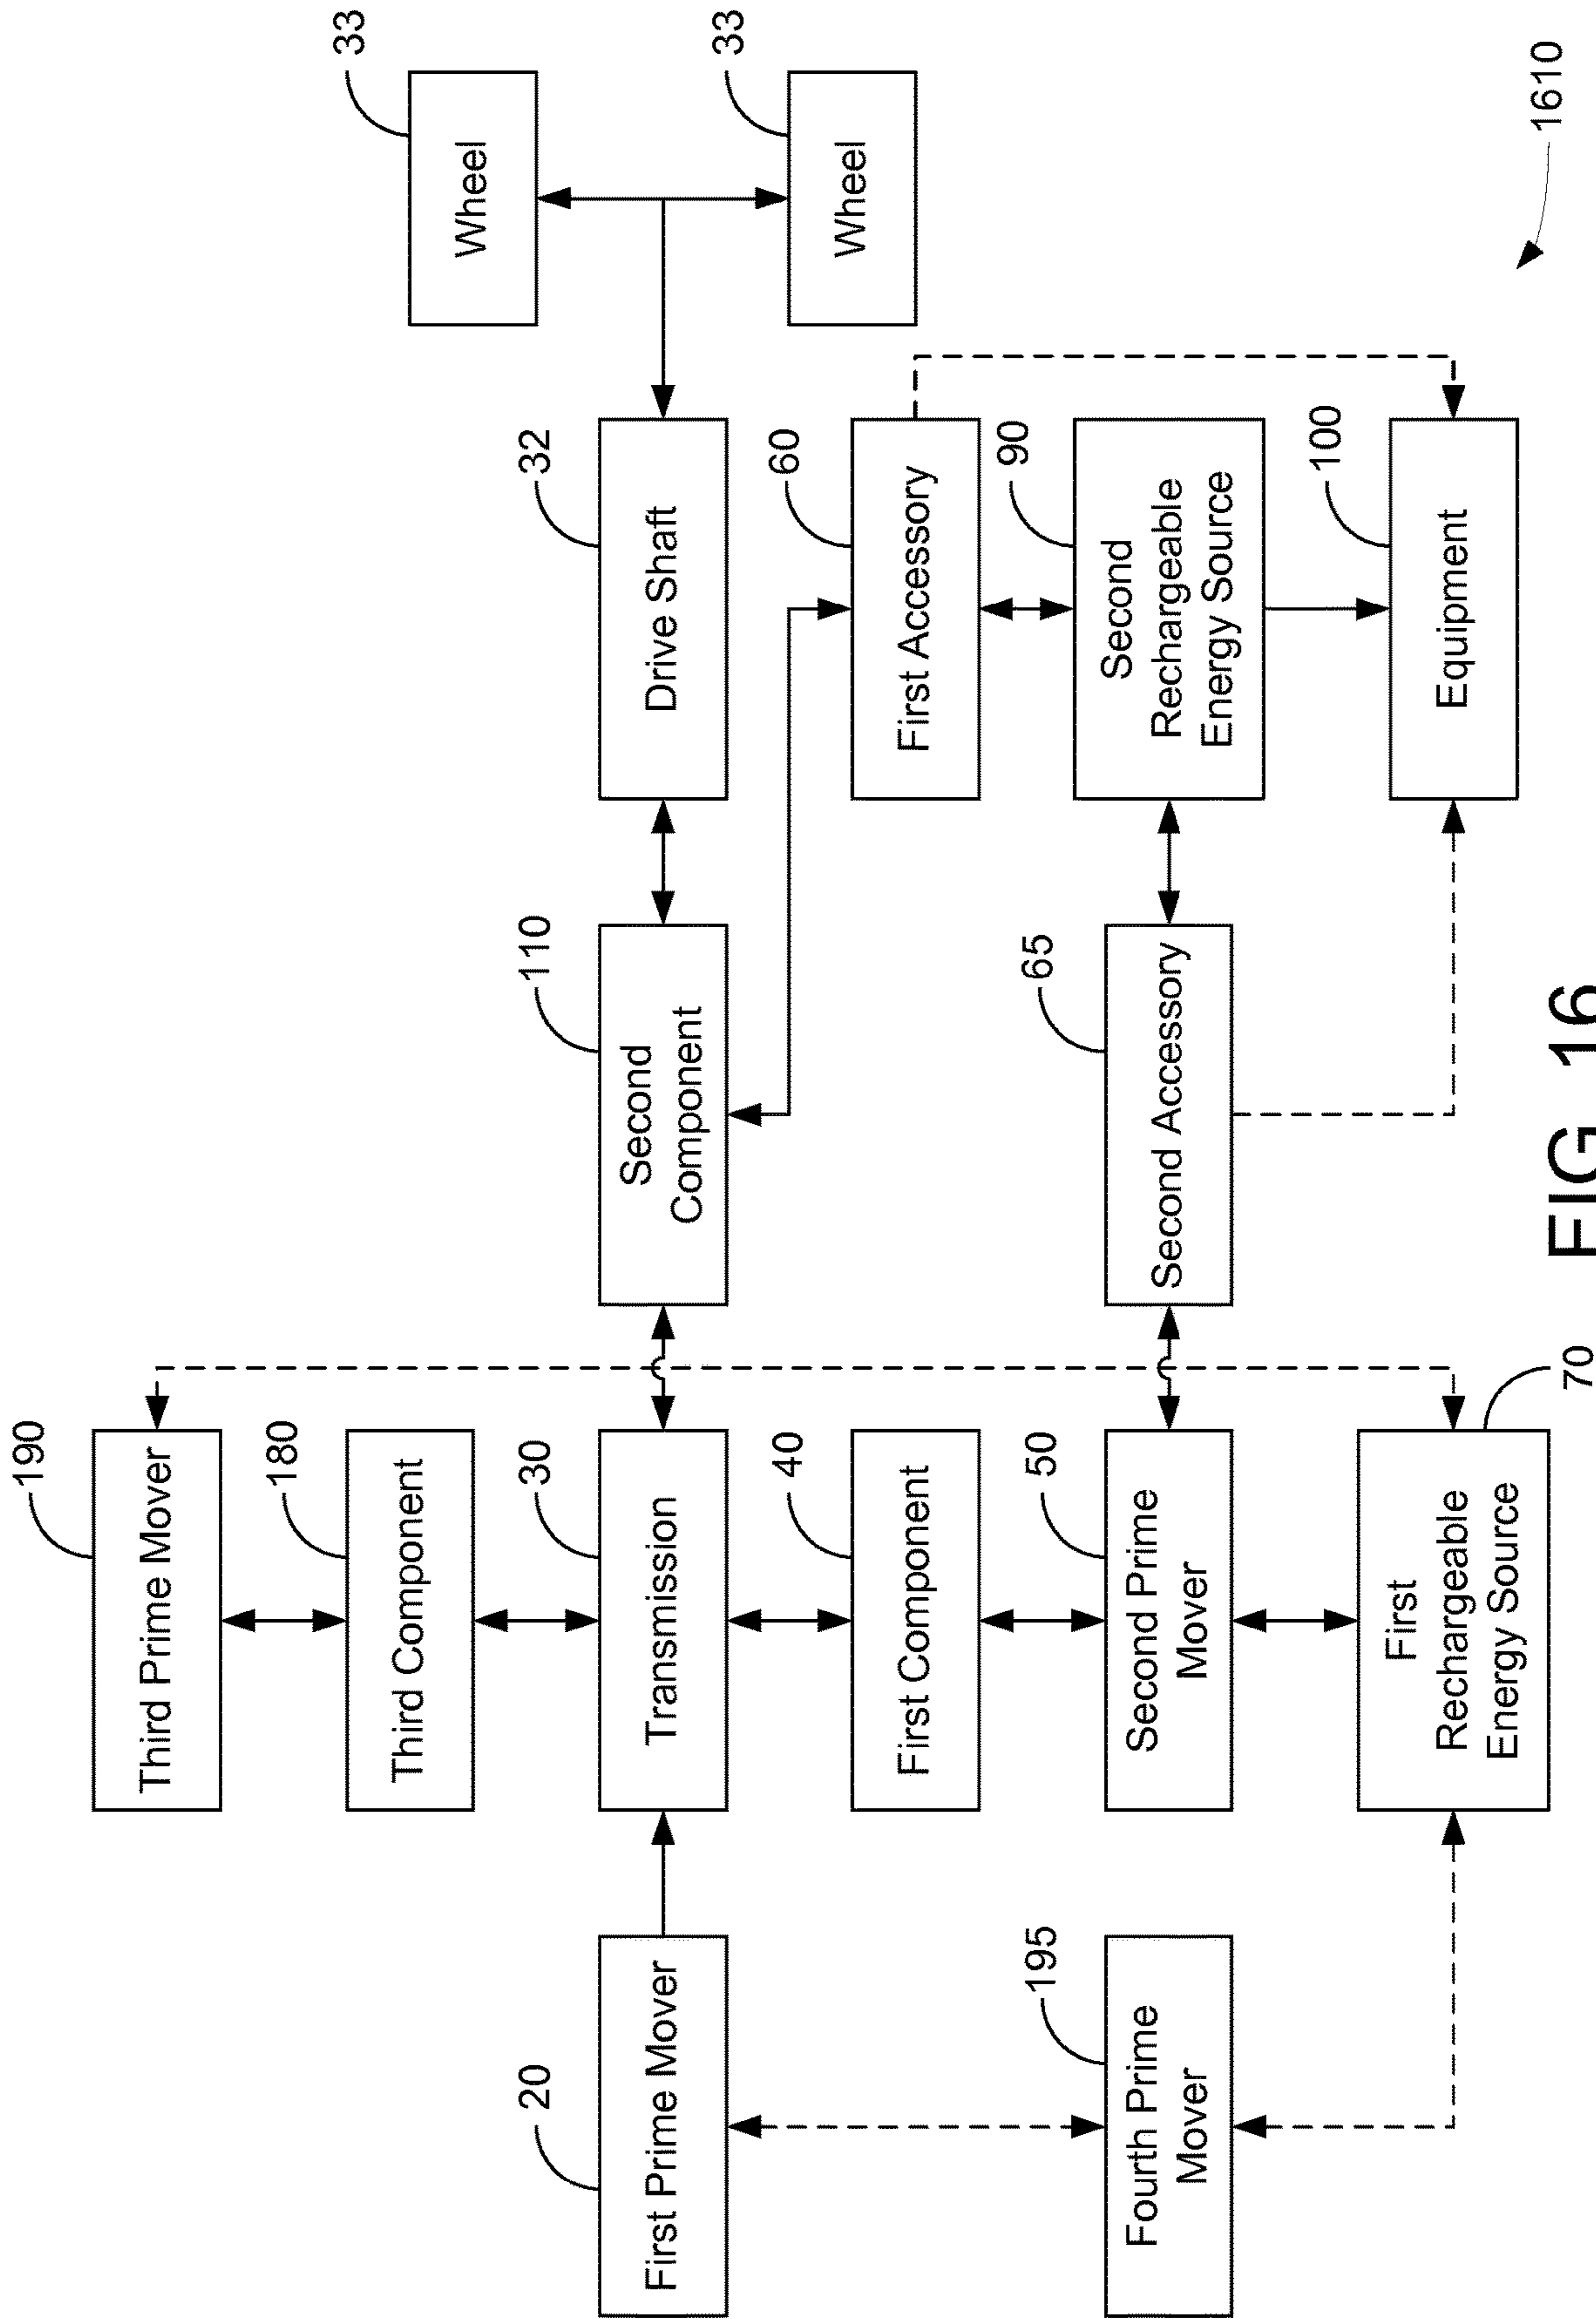 190
Third Prime Mover
180
Third Component
33
Wheel
20
First Prime Mover
30
Transmission
110
Second
Component
32
Drive Shaft
33
Wheel
40
First Component
60
First Accessory
195
Fourth Prime
Mover
50
Second Prime
Mover
65
Second Accessory
90
Second
Rechargeable
Energy Source
First
Rechargeable
Energy Source
70
100
Equipment
1610
FIG. 16